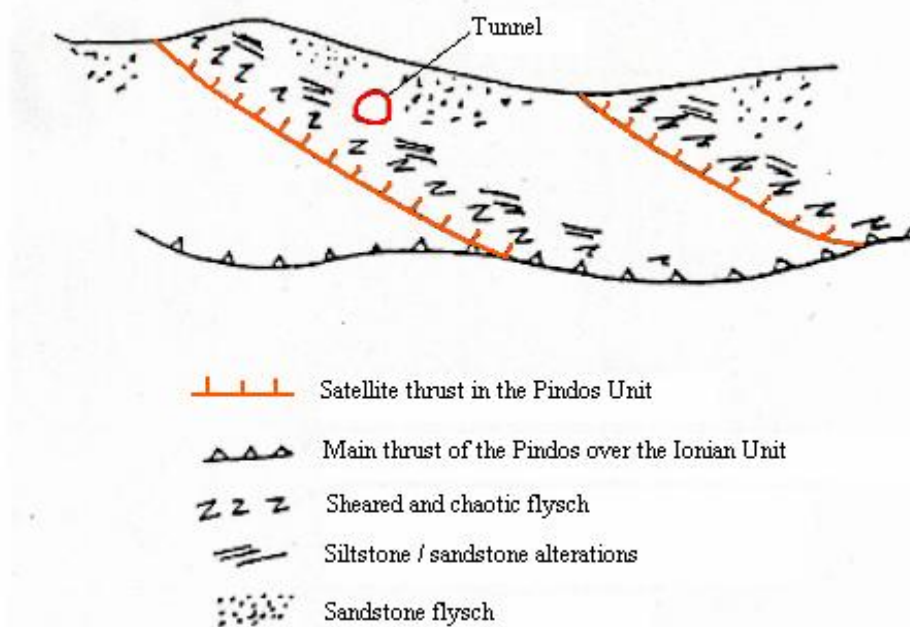 Tunnel
Satellite thrust in the Pindos Unit
Main thrust of the Pindos over the Ionian Unit
Sheared and chaotic flysch
Siltstone / sandstone alterations
Sandstone flysch